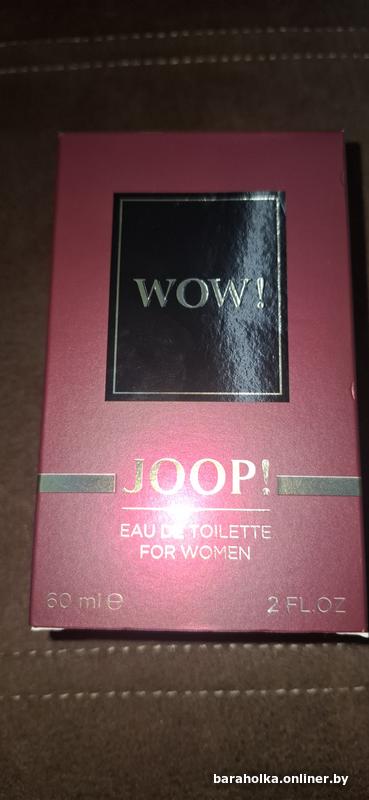 WOW!
JOOP!
EAU DE TOILETTE
FOR WOMEN
60 ml ℮ 2 FL.OZ
baraholka.onliner.by